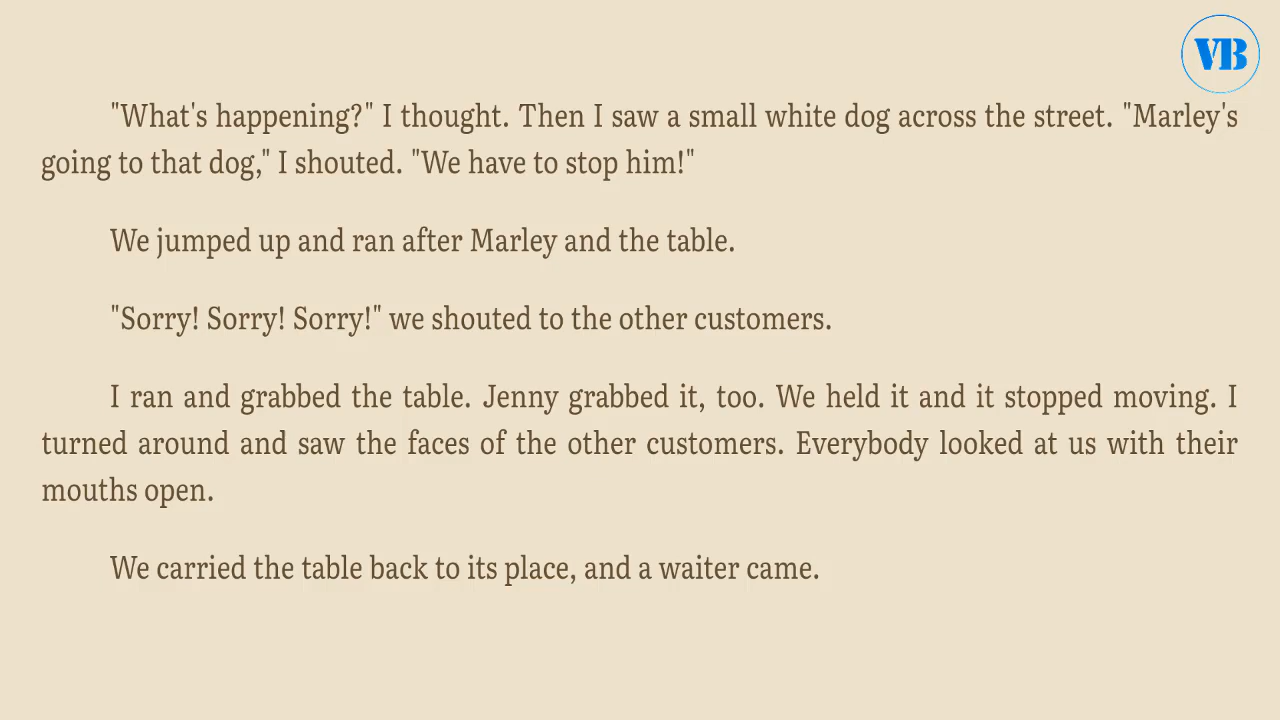 VB
"What's happening?" I thought. Then I saw a small white dog across the street. "Marley's
going to that dog," I shouted. "We have to stop him!"
We jumped up and ran after Marley and the table.
"Sorry! Sorry! Sorry!" we shouted to the other customers.
I ran and grabbed the table. Jenny grabbed it, too. We held it and it stopped moving. I
turned around and saw the faces of the other customers. Everybody looked at us with their
mouths open.
We carried the table back to its place, and a waiter came.